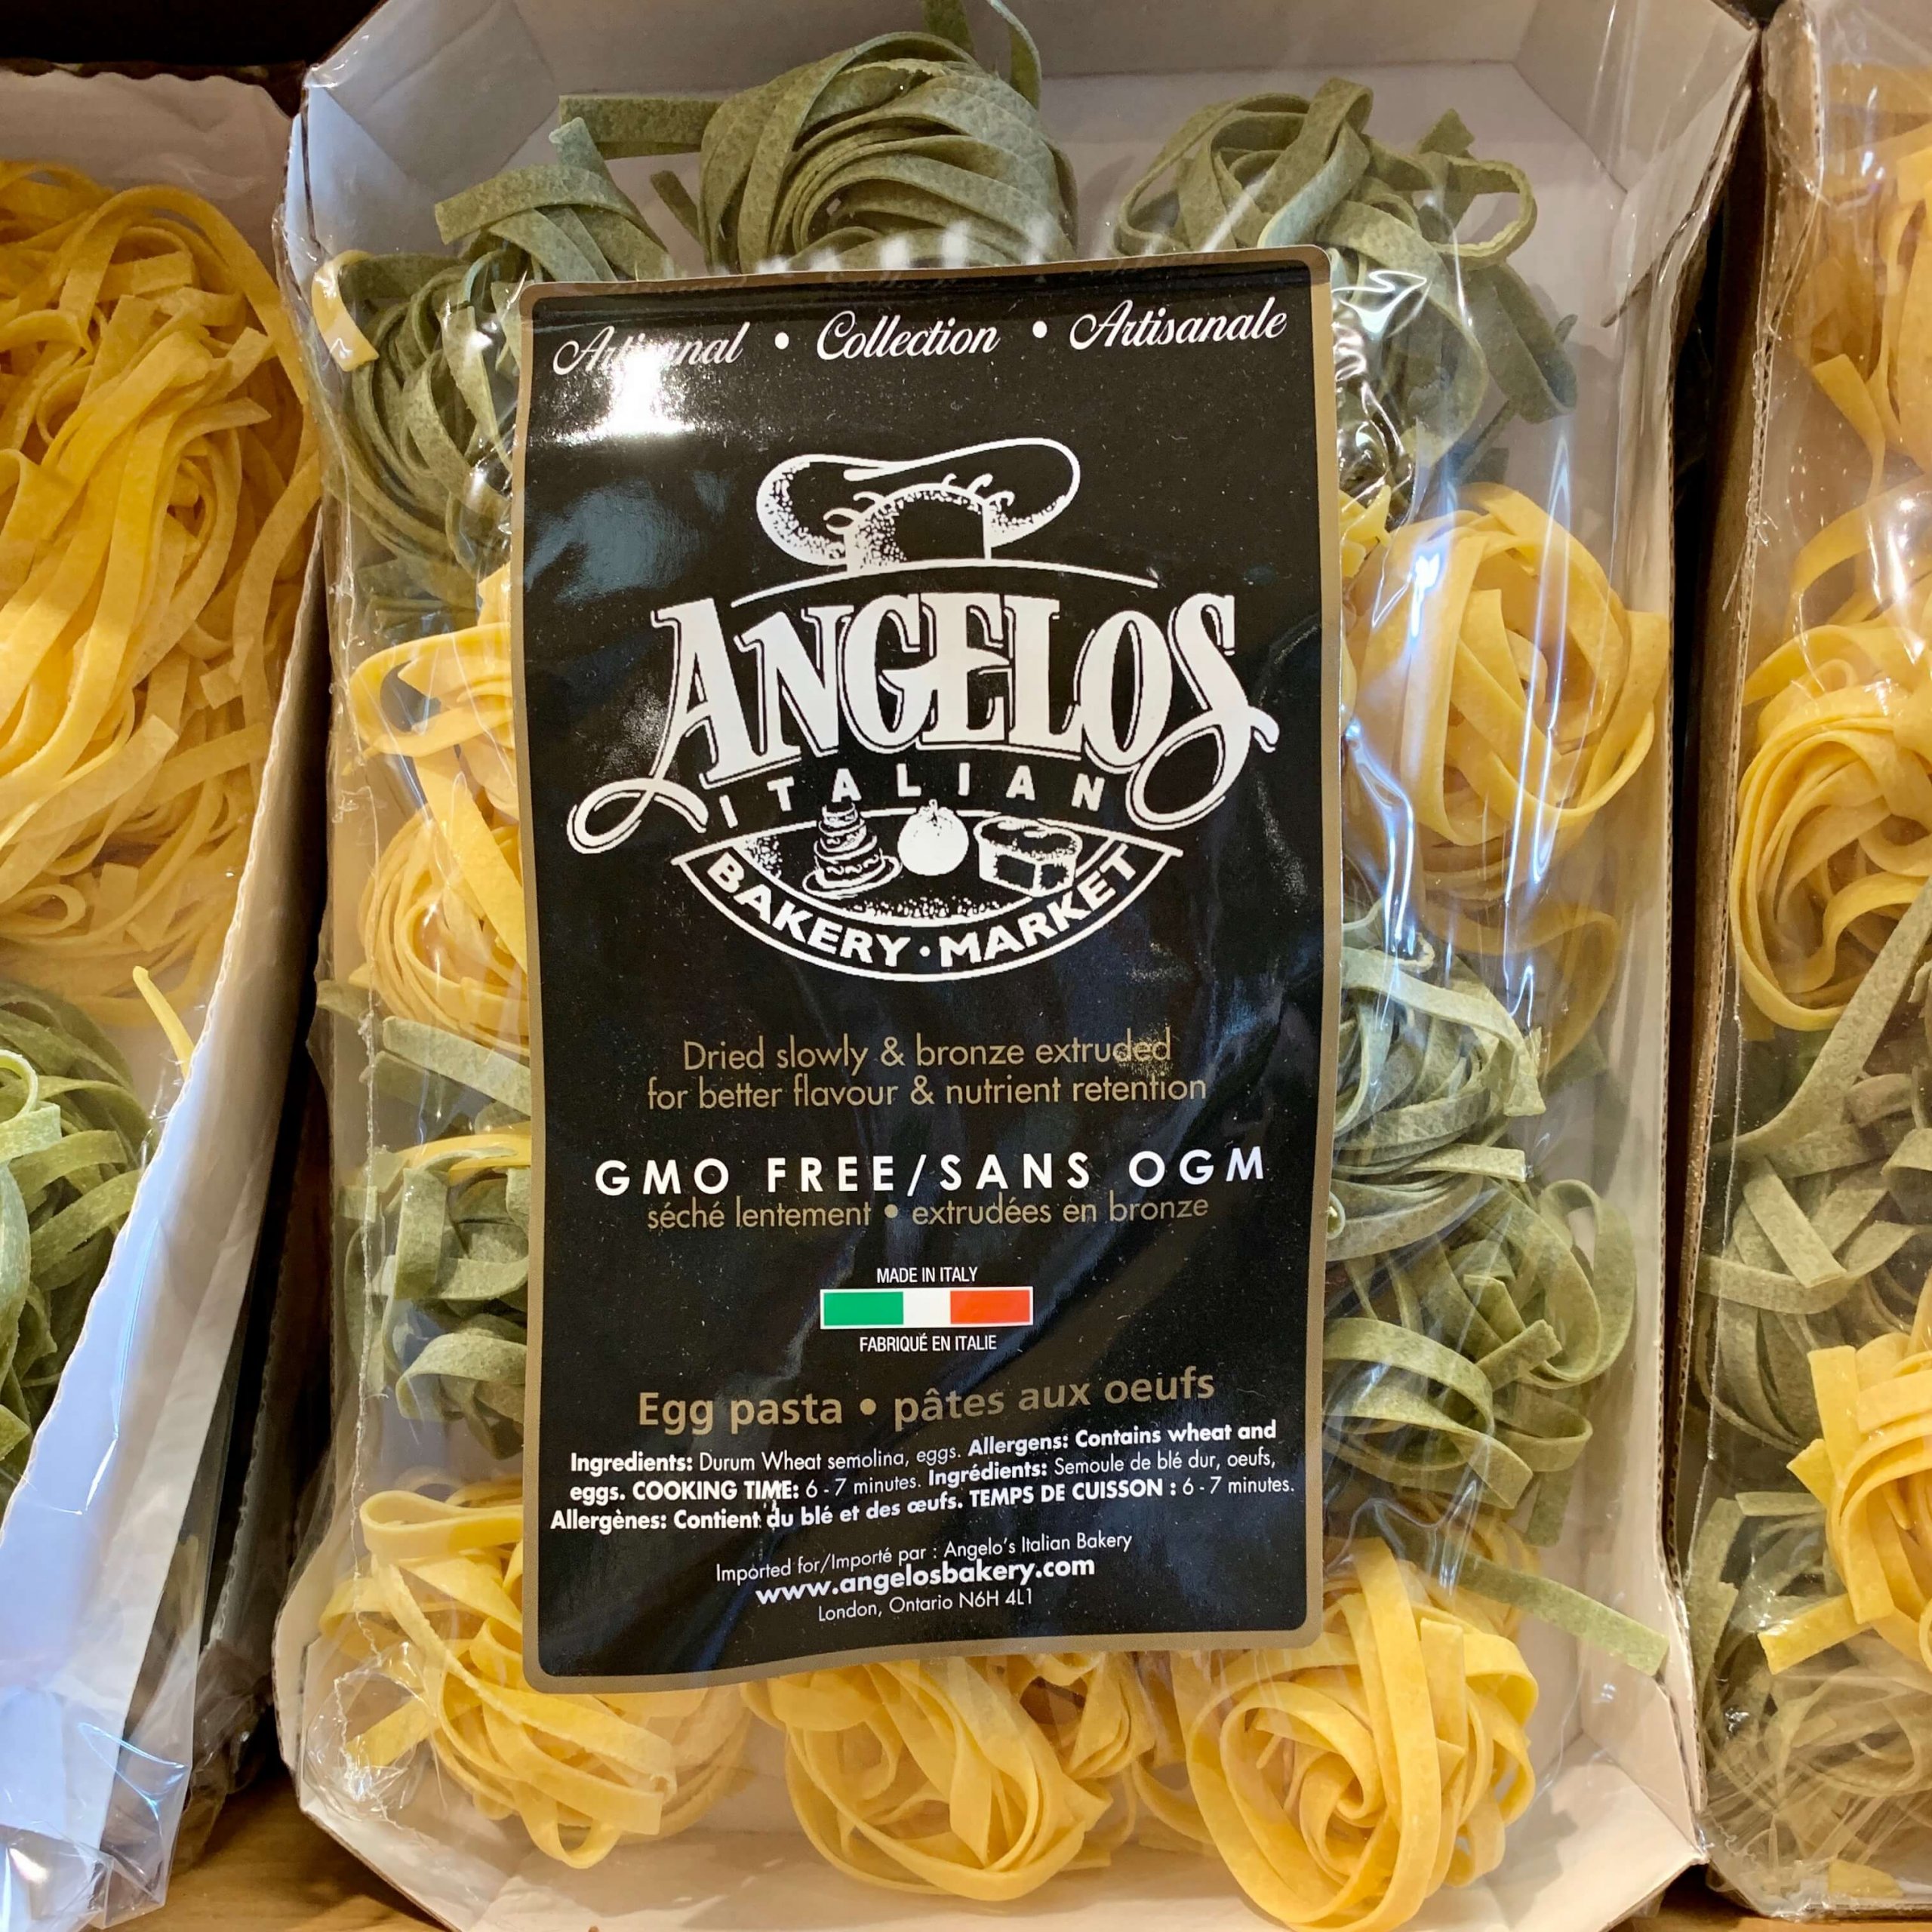 Artisanal • Collection • Artisanale
ANGELOS
ITALIAN
BAKERY · MARKET
Dried slowly & bronze extruded
for better flavour & nutrient retention
GMO FREE/SANS OGM
séché lentement • extrudées en bronze
MADE IN ITALY
FABRIQUÉ EN ITALIE
Egg pasta • pâtes aux oeufs
Ingredients: Durum Wheat semolina, eggs. Allergens: Contains wheat and
eggs. COOKING TIME: 6 - 7 minutes. Ingrédients: Semoule de blé dur, oeufs,
Allergènes: Contient du blé et des œufs. TEMPS DE CUISSON : 6 - 7 minutes.
Imported for/Importé par : Angelo's Italian Bakery
www.angelosbakery.com
London, Ontario N6H 4L1